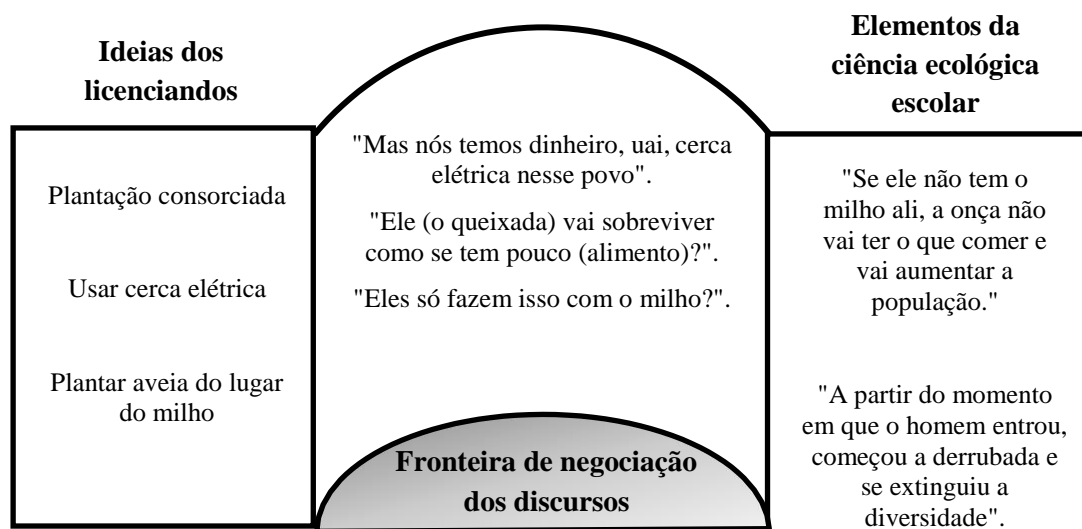 Ideias dos
licenciandos
Plantação consorciada
Usar cerca elétrica
Plantar aveia do lugar
do milho
"Mas nós temos dinheiro, uai, cerca
elétrica nesse povo".
"Ele (o queixada) vai sobreviver
como se tem pouco (alimento)?".
"Eles só fazem isso com o milho?".
Fronteira de negociação
dos discursos
Elementos da
ciência ecológica
escolar
"Se ele não tem o
milho ali, a onça não
vai ter o que comer e
vai aumentar a
população."
"A partir do momento
em que o homem entrou,
começou a derrubada e
se extinguiu a
diversidade".